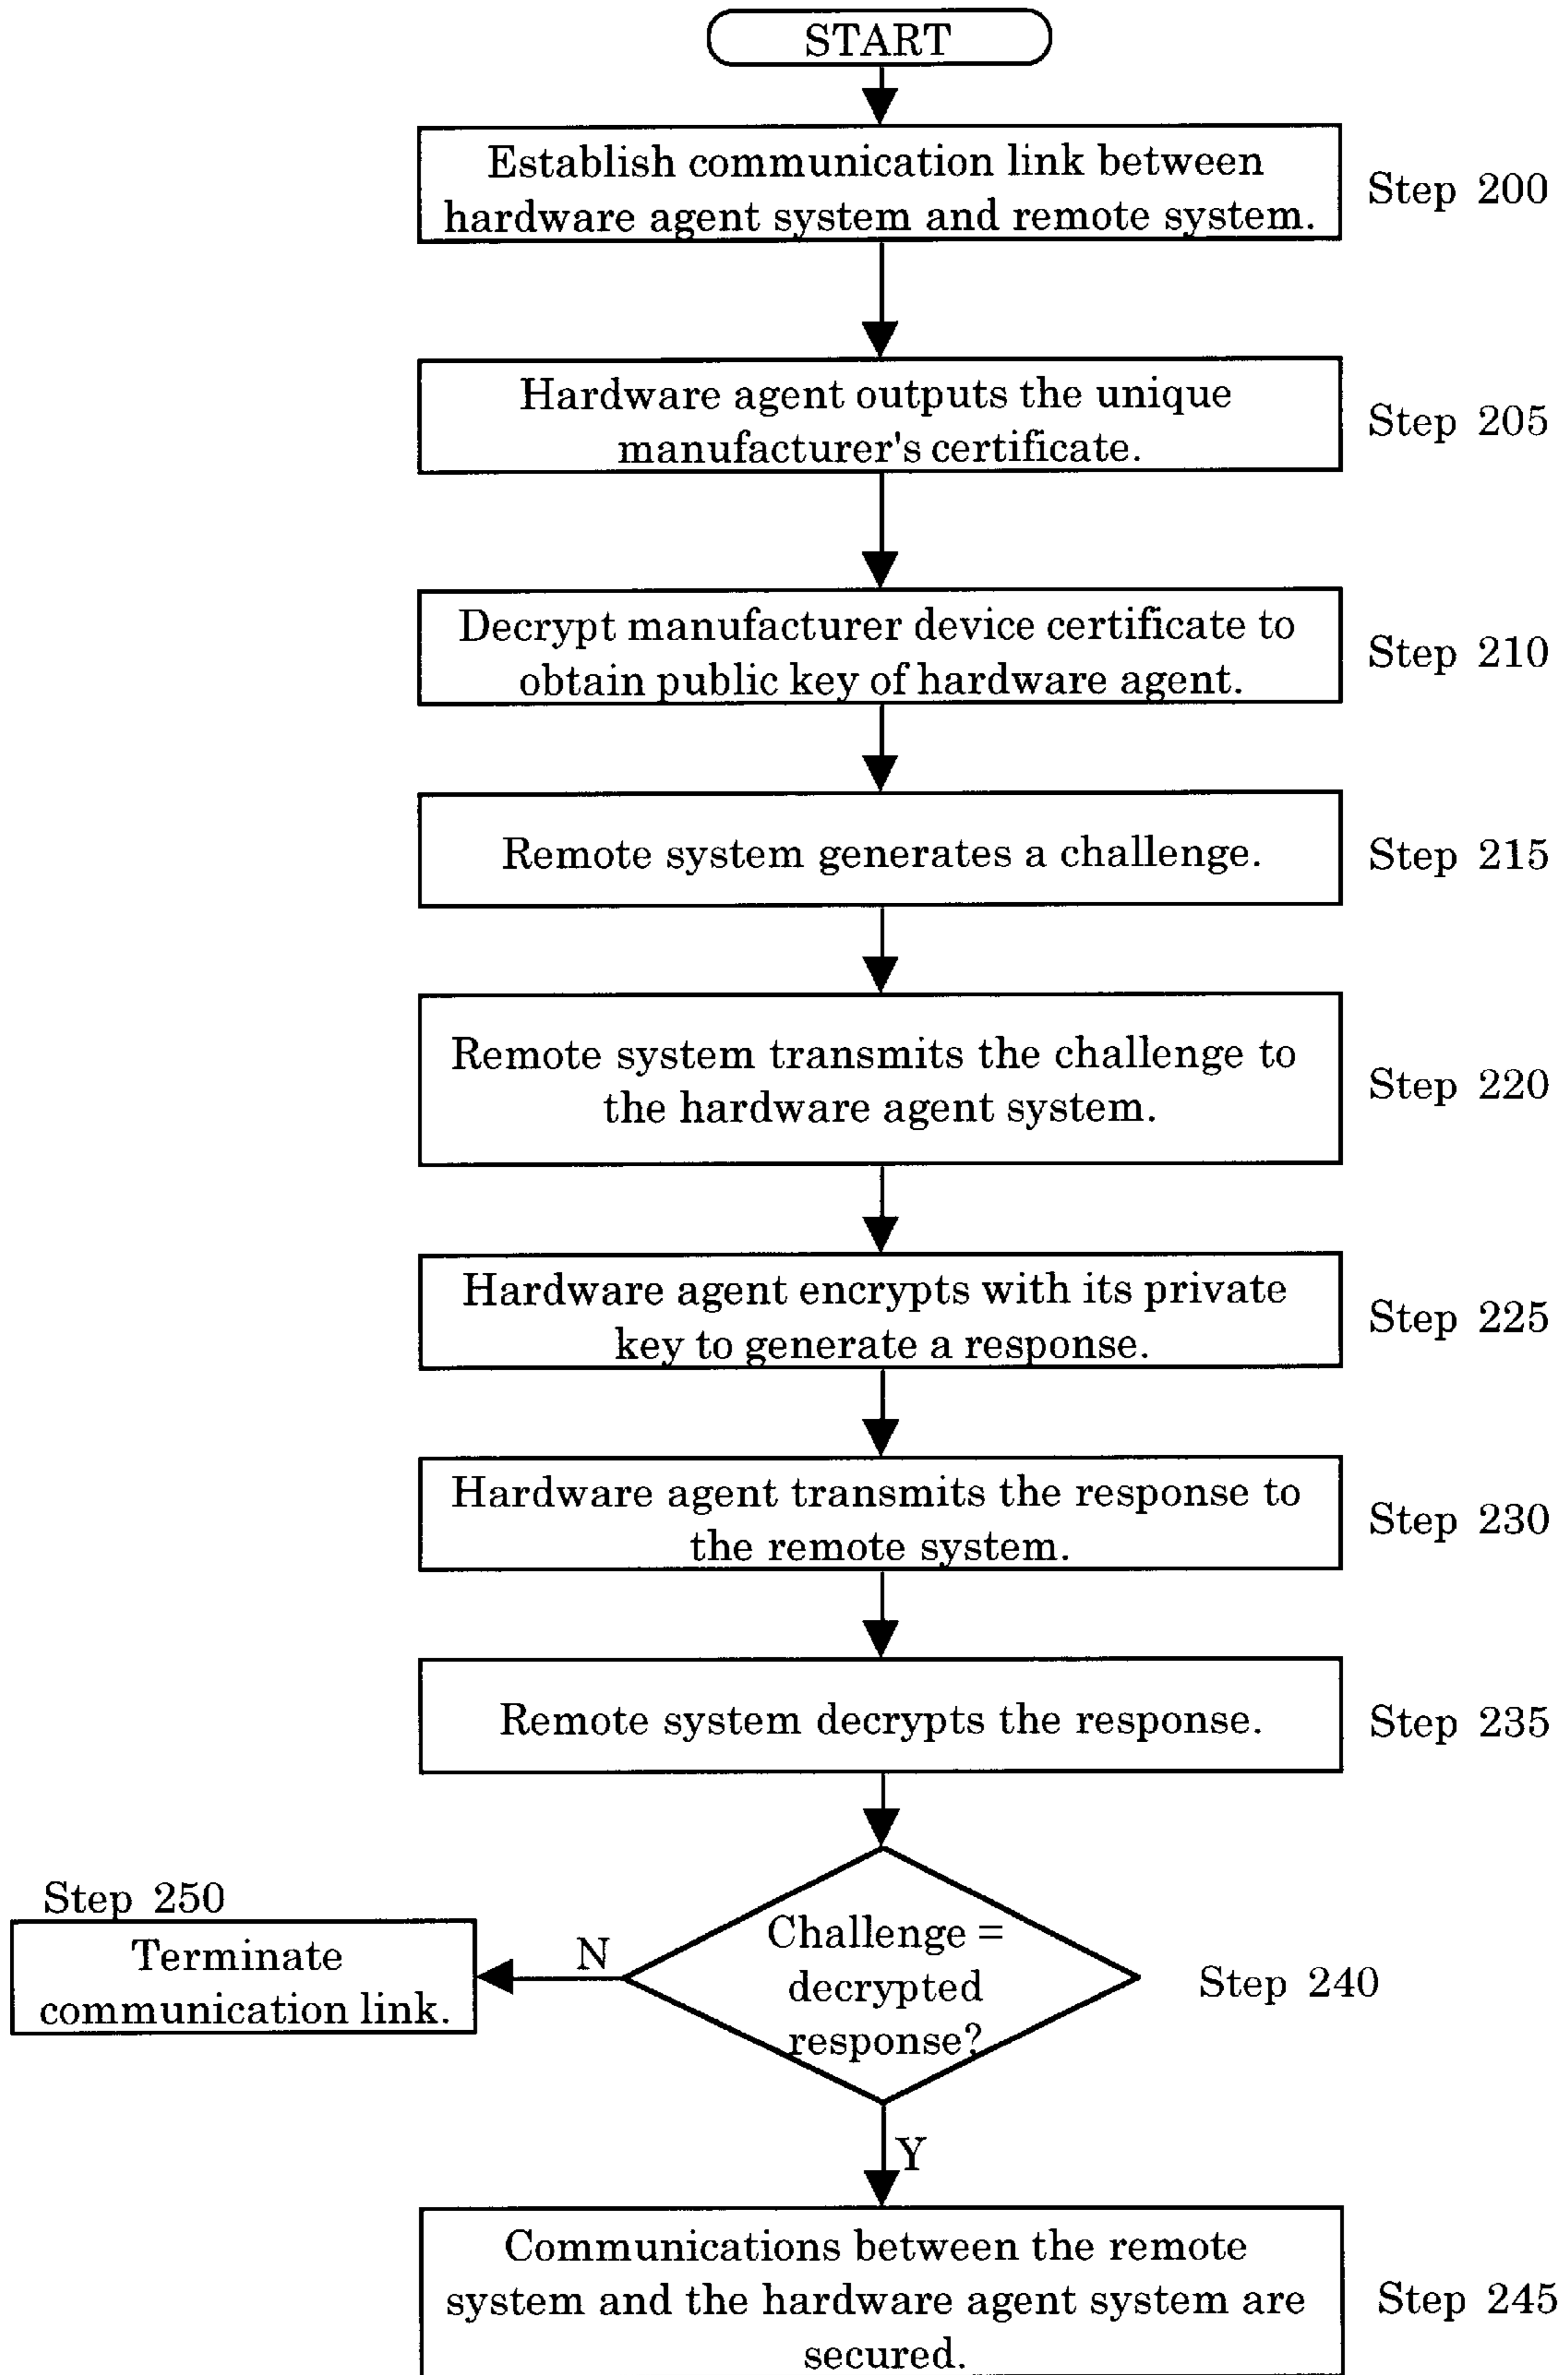 START
Establish communication link between
hardware agent system and remote system.
Step 200
Hardware agent outputs the unique
manufacturer's certificate.
Step 205
Decrypt manufacturer device certificate to
obtain public key of hardware agent.
Step 210
Remote system generates a challenge.
Step 215
Remote system transmits the challenge to
the hardware agent system.
Step 220
Hardware agent encrypts with its private
key to generate a response.
Step 225
Hardware agent transmits the response to
the remote system.
Step 230
Remote system decrypts the response.
Step 235
Step 250
Terminate
communication link.
N
Challenge =
decrypted
response?
Step 240
Y
Communications between the remote
system and the hardware agent system are
secured.
Step 245